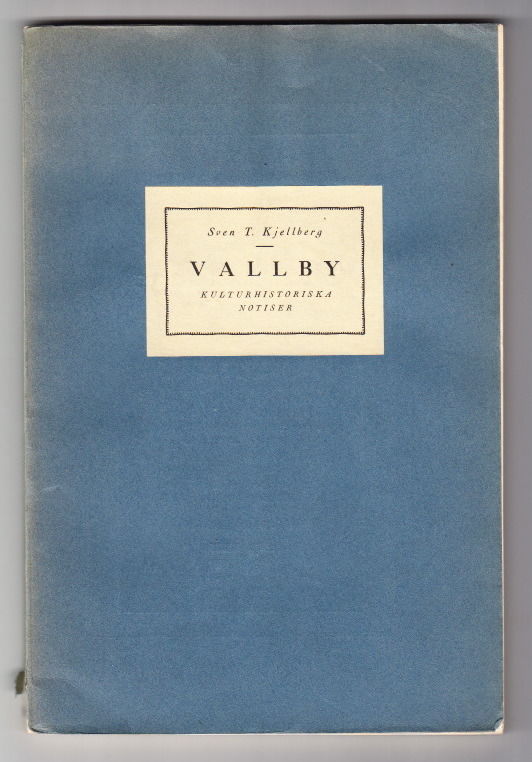 Sven T. Kjellberg
VALLBY
KULTURHISTORISKA
NOTISER